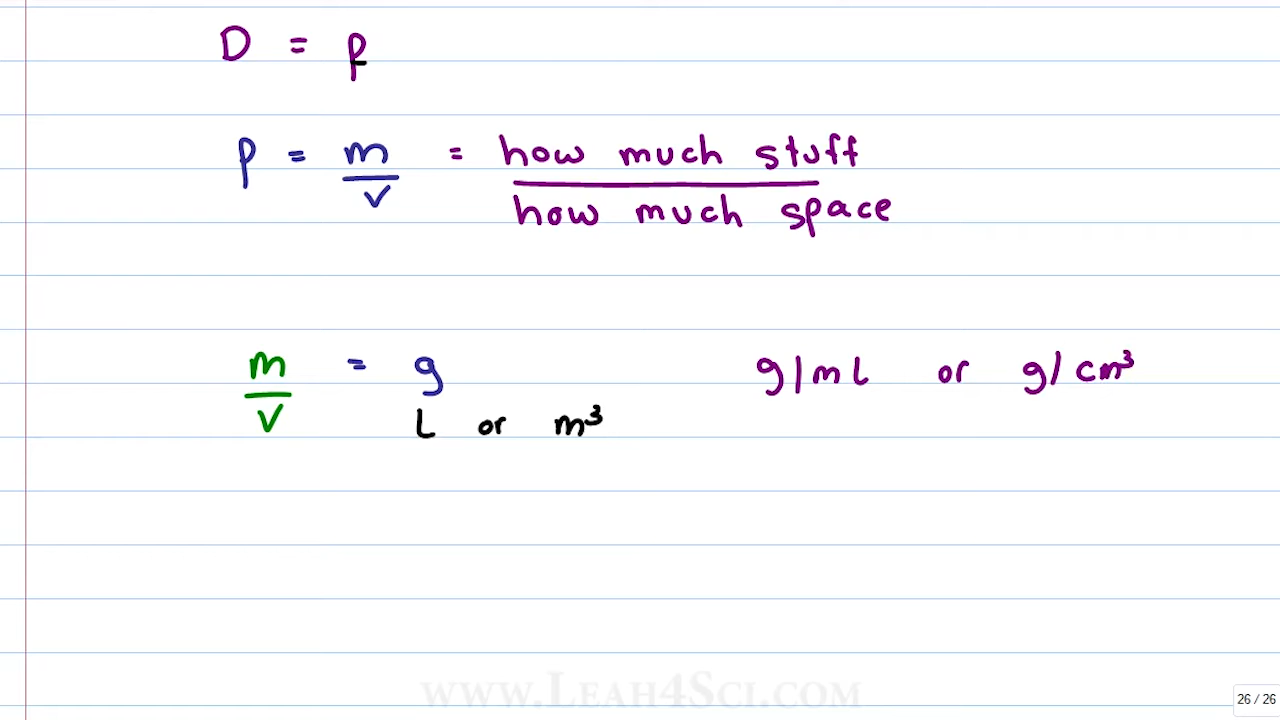 D = ρ
ρ = m/v = how much stuff / how much space
m/V = g / L or m³
g/mL or g/cm³
www.Leah4Sci.com
26 / 26